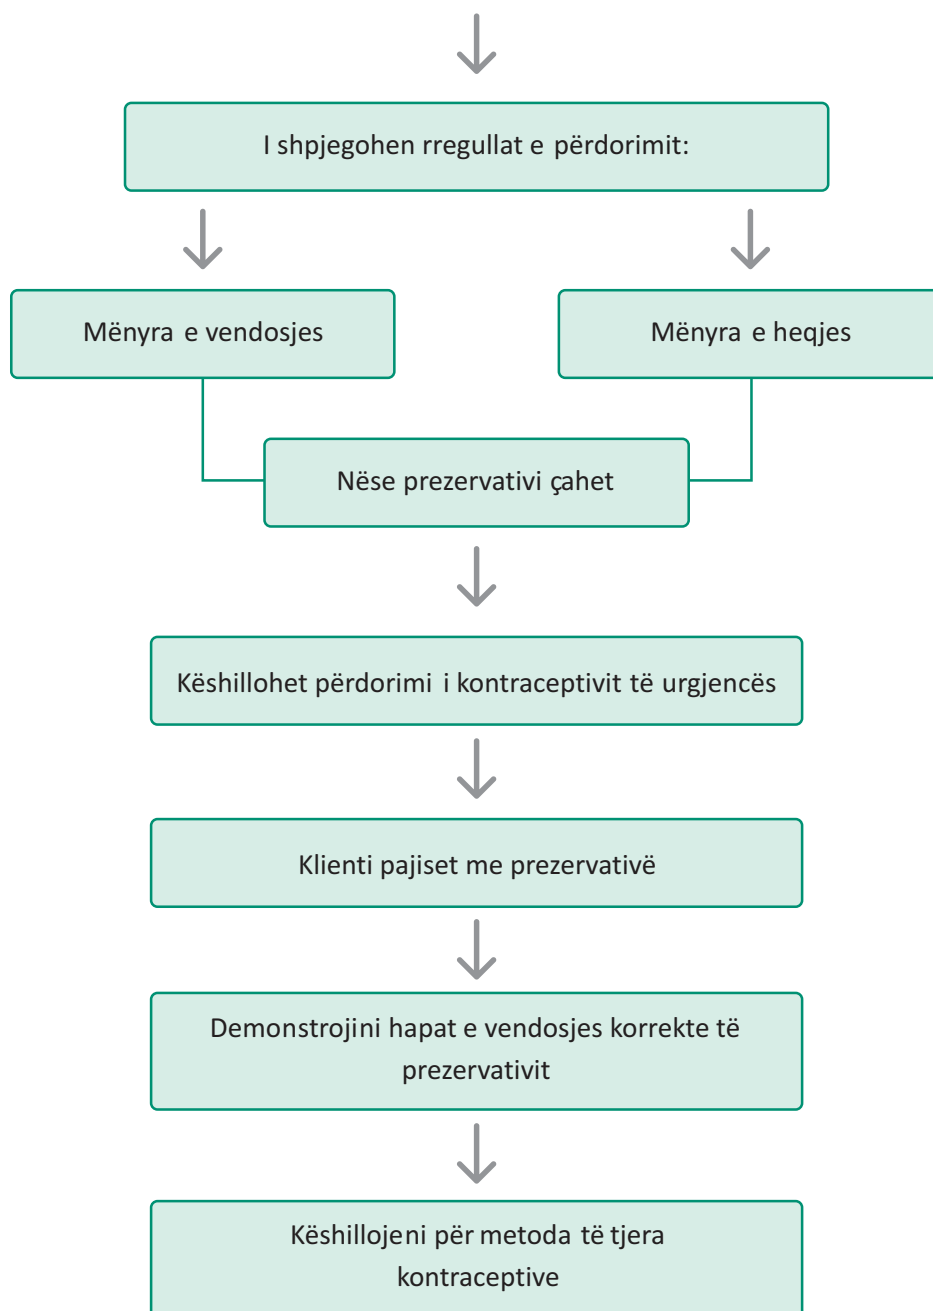 I shpjegohen rregullat e përdorimit:
Mënyra e vendosjes
Mënyra e heqjes
Nëse prezervativi çahet
Këshillohet përdorimi i kontraceptivit të urgjencës
Klienti pajiset me prezervativë
Demonstrojini hapat e vendosjes korrekte të
prezervativit
Këshillojeni për metoda të tjera
kontraceptive